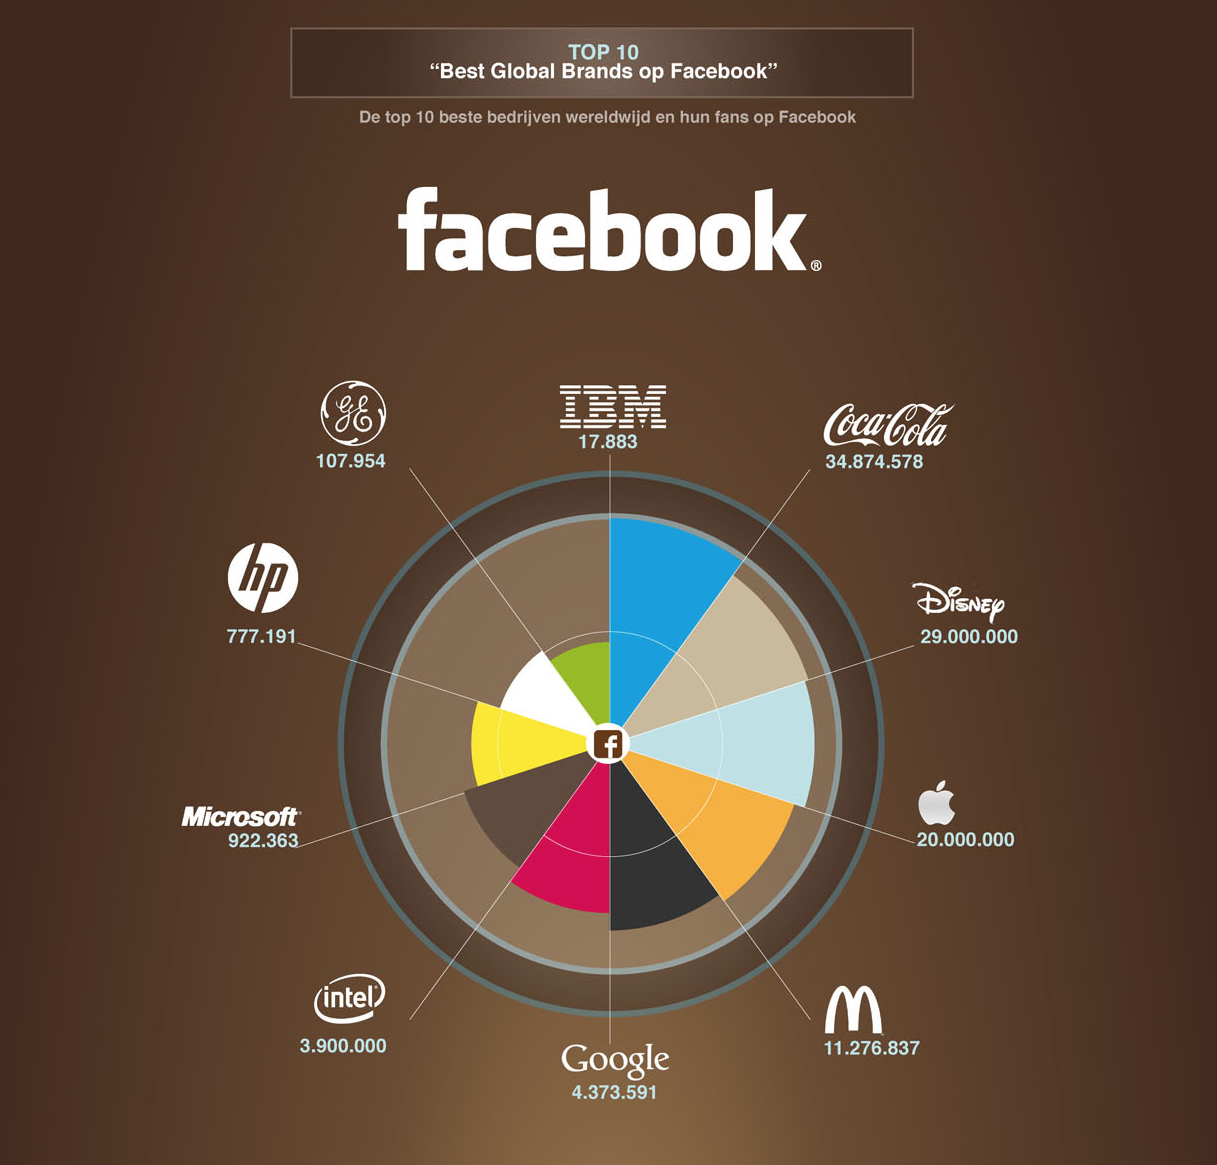 TOP 10
“Best Global Brands op Facebook”
De top 10 beste bedrijven wereldwijd en hun fans op Facebook
facebook®
GE
107.954
IBM
17.883
Coca-Cola
34.874.578
hp
777.191
Disney
29.000.000
Microsoft
922.363
20.000.000
f
intel
3.900.000
Google
4.373.591
M
11.276.837